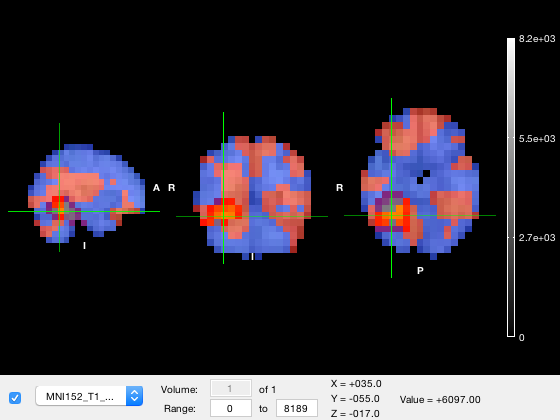 8.2e+03
5.5e+03
A R
R
2.7e+03
I
I
P
0
MNI152_T1_...
Volume:
1
of 1
Range:
0
to
8189
X = +035.0
Y = -055.0
Z = -017.0
Value = +6097.00